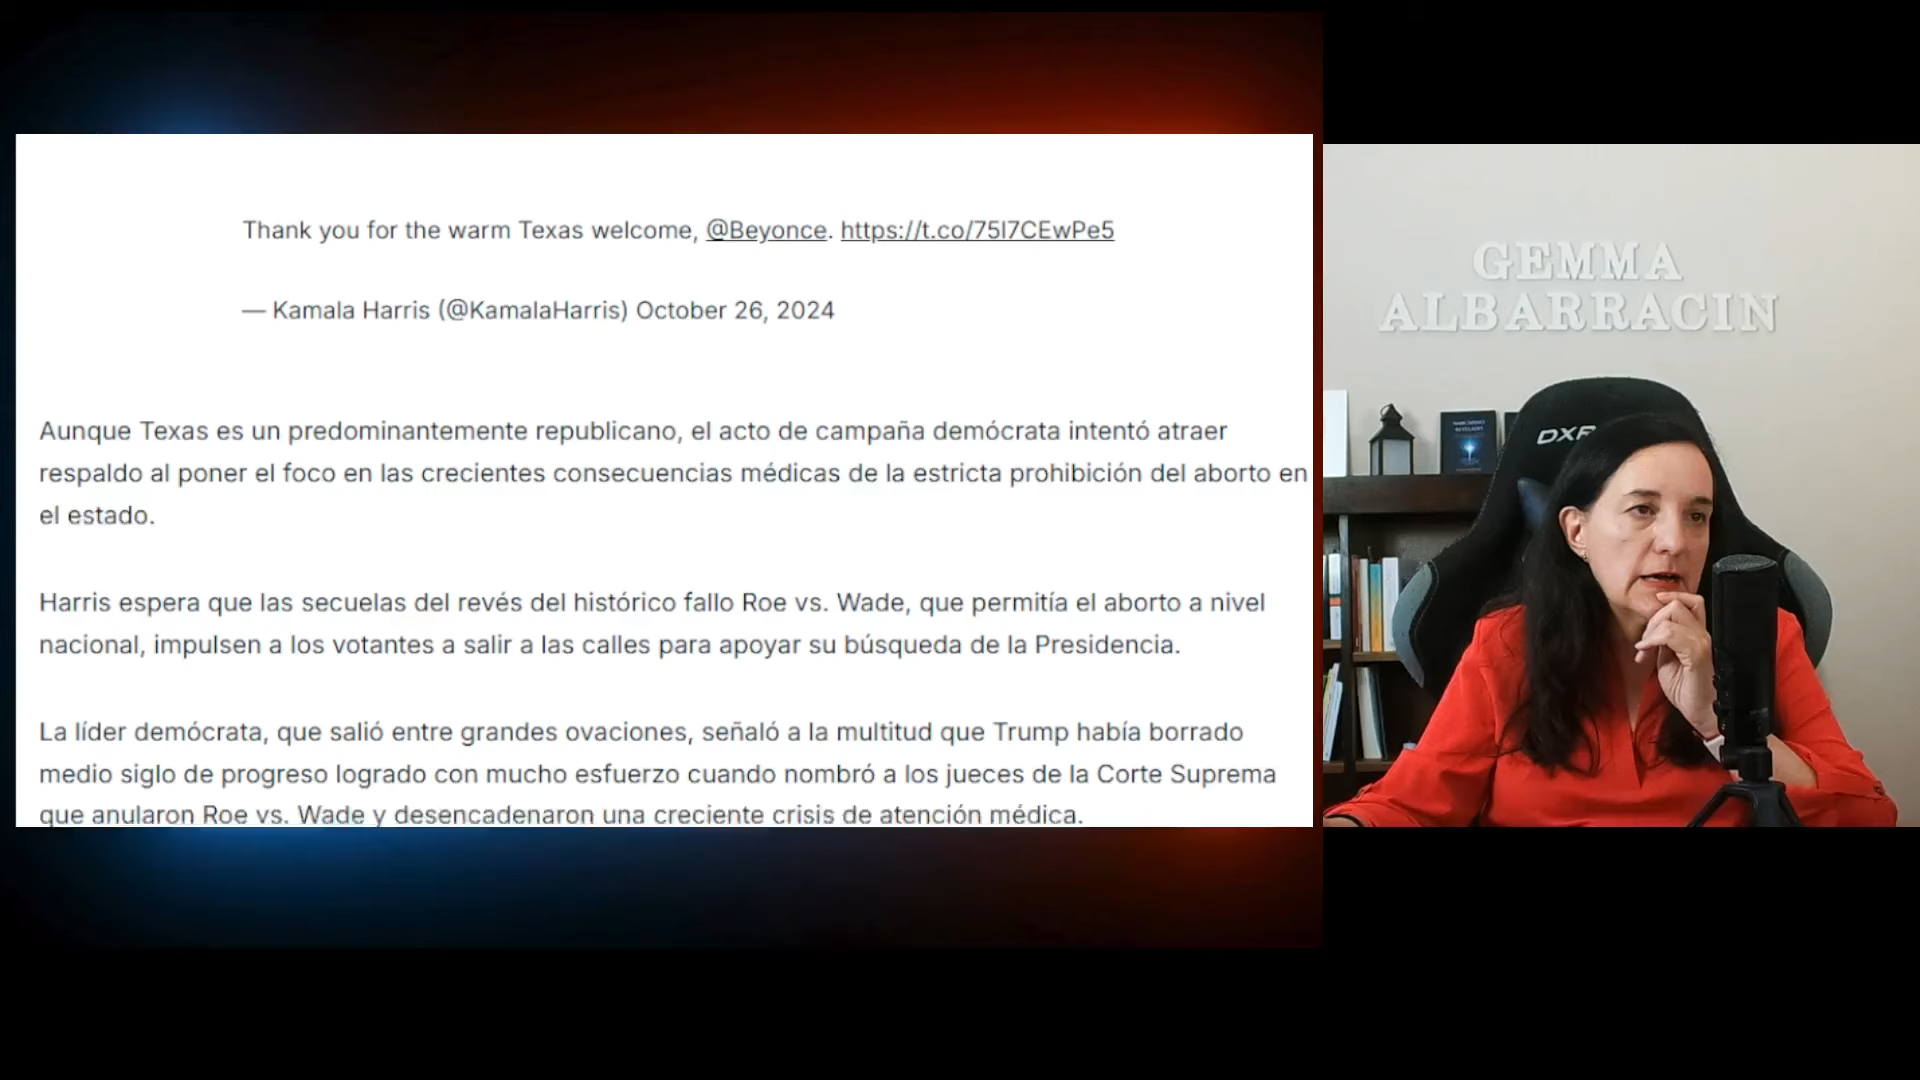 Thank you for the warm Texas welcome, @Beyonce. https://t.co/75I7CEwPe5
— Kamala Harris (@KamalaHarris) October 26, 2024
Aunque Texas es un predominantemente republicano, el acto de campaña demócrata intentó atraer
respaldo al poner el foco en las crecientes consecuencias médicas de la estricta prohibición del aborto en
el estado.
Harris espera que las secuelas del revés del histórico fallo Roe vs. Wade, que permitía el aborto a nivel
nacional, impulsen a los votantes a salir a las calles para apoyar su búsqueda de la Presidencia.
La líder demócrata, que salió entre grandes ovaciones, señaló a la multitud que Trump había borrado
medio siglo de progreso logrado con mucho esfuerzo cuando nombró a los jueces de la Corte Suprema
que anularon Roe vs. Wade y desencadenaron una creciente crisis de atención médica.
GEMMA
ALBARRACIN